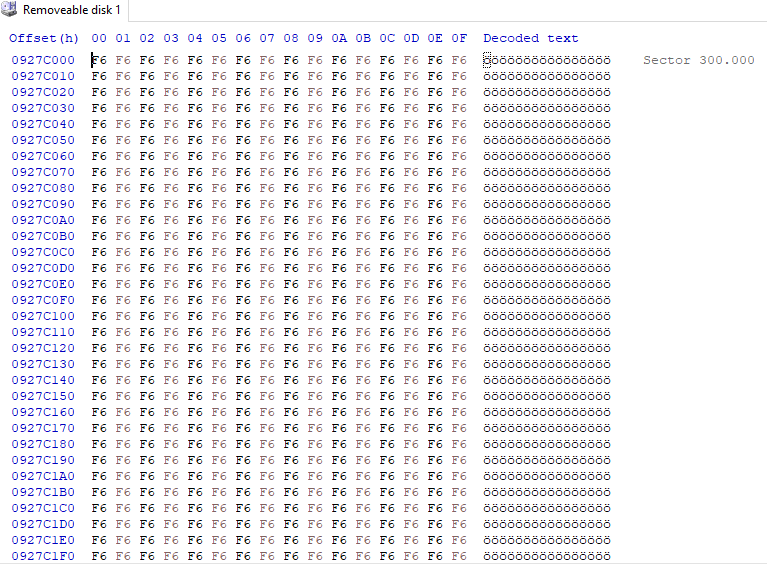 Removeable disk 1
Offset(h) 00 01 02 03 04 05 06 07 08 09 0A 0B 0C 0D 0E 0F Decoded text
0927C000 F6 F6 F6 F6 F6 F6 F6 F6 F6 F6 F6 F6 F6 F6 F6 F6 öööööööööööööööö Sector 300.000
0927C010 F6 F6 F6 F6 F6 F6 F6 F6 F6 F6 F6 F6 F6 F6 F6 F6 öööööööööööööööö
0927C020 F6 F6 F6 F6 F6 F6 F6 F6 F6 F6 F6 F6 F6 F6 F6 F6 öööööööööööööööö
0927C030 F6 F6 F6 F6 F6 F6 F6 F6 F6 F6 F6 F6 F6 F6 F6 F6 öööööööööööööööö
0927C040 F6 F6 F6 F6 F6 F6 F6 F6 F6 F6 F6 F6 F6 F6 F6 F6 öööööööööööööööö
0927C050 F6 F6 F6 F6 F6 F6 F6 F6 F6 F6 F6 F6 F6 F6 F6 F6 öööööööööööööööö
0927C060 F6 F6 F6 F6 F6 F6 F6 F6 F6 F6 F6 F6 F6 F6 F6 F6 öööööööööööööööö
0927C070 F6 F6 F6 F6 F6 F6 F6 F6 F6 F6 F6 F6 F6 F6 F6 F6 öööööööööööööööö
0927C080 F6 F6 F6 F6 F6 F6 F6 F6 F6 F6 F6 F6 F6 F6 F6 F6 öööööööööööööööö
0927C090 F6 F6 F6 F6 F6 F6 F6 F6 F6 F6 F6 F6 F6 F6 F6 F6 öööööööööööööööö
0927C0A0 F6 F6 F6 F6 F6 F6 F6 F6 F6 F6 F6 F6 F6 F6 F6 F6 öööööööööööööööö
0927C0B0 F6 F6 F6 F6 F6 F6 F6 F6 F6 F6 F6 F6 F6 F6 F6 F6 öööööööööööööööö
0927C0C0 F6 F6 F6 F6 F6 F6 F6 F6 F6 F6 F6 F6 F6 F6 F6 F6 öööööööööööööööö
0927C0D0 F6 F6 F6 F6 F6 F6 F6 F6 F6 F6 F6 F6 F6 F6 F6 F6 öööööööööööööööö
0927C0E0 F6 F6 F6 F6 F6 F6 F6 F6 F6 F6 F6 F6 F6 F6 F6 F6 öööööööööööööööö
0927C0F0 F6 F6 F6 F6 F6 F6 F6 F6 F6 F6 F6 F6 F6 F6 F6 F6 öööööööööööööööö
0927C100 F6 F6 F6 F6 F6 F6 F6 F6 F6 F6 F6 F6 F6 F6 F6 F6 öööööööööööööööö
0927C110 F6 F6 F6 F6 F6 F6 F6 F6 F6 F6 F6 F6 F6 F6 F6 F6 öööööööööööööööö
0927C120 F6 F6 F6 F6 F6 F6 F6 F6 F6 F6 F6 F6 F6 F6 F6 F6 öööööööööööööööö
0927C130 F6 F6 F6 F6 F6 F6 F6 F6 F6 F6 F6 F6 F6 F6 F6 F6 öööööööööööööööö
0927C140 F6 F6 F6 F6 F6 F6 F6 F6 F6 F6 F6 F6 F6 F6 F6 F6 öööööööööööööööö
0927C150 F6 F6 F6 F6 F6 F6 F6 F6 F6 F6 F6 F6 F6 F6 F6 F6 öööööööööööööööö
0927C160 F6 F6 F6 F6 F6 F6 F6 F6 F6 F6 F6 F6 F6 F6 F6 F6 öööööööööööööööö
0927C170 F6 F6 F6 F6 F6 F6 F6 F6 F6 F6 F6 F6 F6 F6 F6 F6 öööööööööööööööö
0927C180 F6 F6 F6 F6 F6 F6 F6 F6 F6 F6 F6 F6 F6 F6 F6 F6 öööööööööööööööö
0927C190 F6 F6 F6 F6 F6 F6 F6 F6 F6 F6 F6 F6 F6 F6 F6 F6 öööööööööööööööö
0927C1A0 F6 F6 F6 F6 F6 F6 F6 F6 F6 F6 F6 F6 F6 F6 F6 F6 öööööööööööööööö
0927C1B0 F6 F6 F6 F6 F6 F6 F6 F6 F6 F6 F6 F6 F6 F6 F6 F6 öööööööööööööööö
0927C1C0 F6 F6 F6 F6 F6 F6 F6 F6 F6 F6 F6 F6 F6 F6 F6 F6 öööööööööööööööö
0927C1D0 F6 F6 F6 F6 F6 F6 F6 F6 F6 F6 F6 F6 F6 F6 F6 F6 öööööööööööööööö
0927C1E0 F6 F6 F6 F6 F6 F6 F6 F6 F6 F6 F6 F6 F6 F6 F6 F6 öööööööööööööööö
0927C1F0 F6 F6 F6 F6 F6 F6 F6 F6 F6 F6 F6 F6 F6 F6 F6 F6 öööööööööööööööö